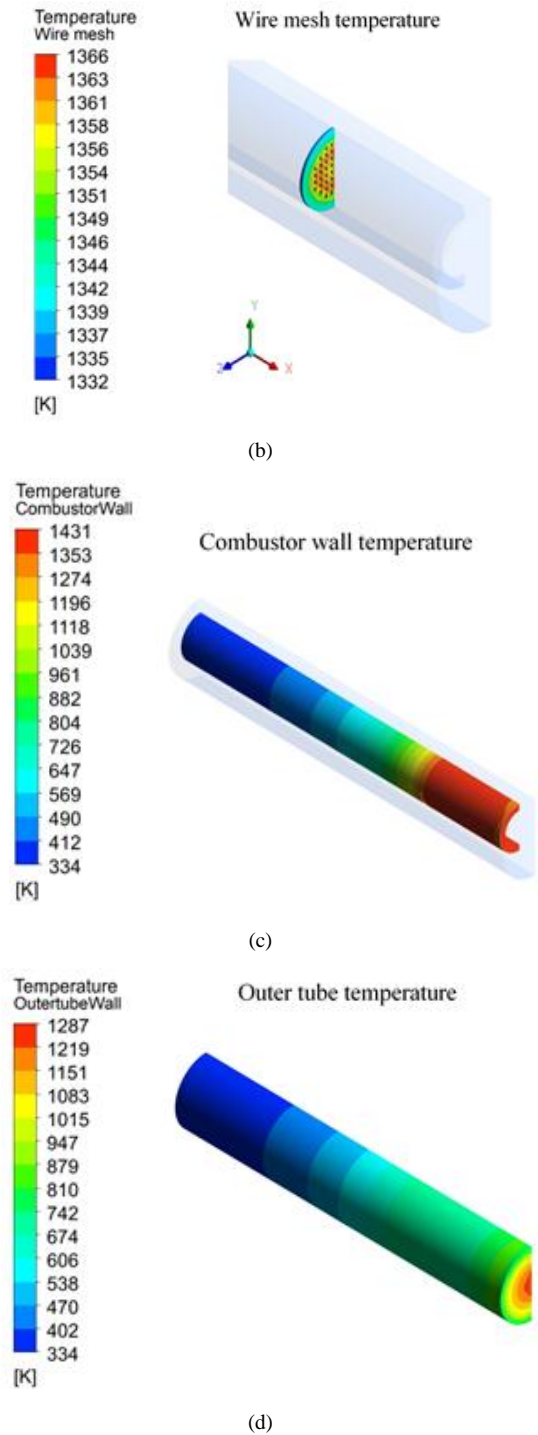 Temperature
Wire mesh
Wire mesh temperature
1366
1363
1361
1358
1356
1354
1351
1349
1346
1344
1342
1339
1337
1335
1332
[K]
Y
Z
X
(b)
Temperature
CombustorWall
Combustor wall temperature
1431
1353
1274
1196
1118
1039
961
882
804
726
647
569
490
412
334
[K]
(c)
Temperature
OutertubeWall
Outer tube temperature
1287
1219
1151
1083
1015
947
879
810
742
674
606
538
470
402
334
[K]
(d)